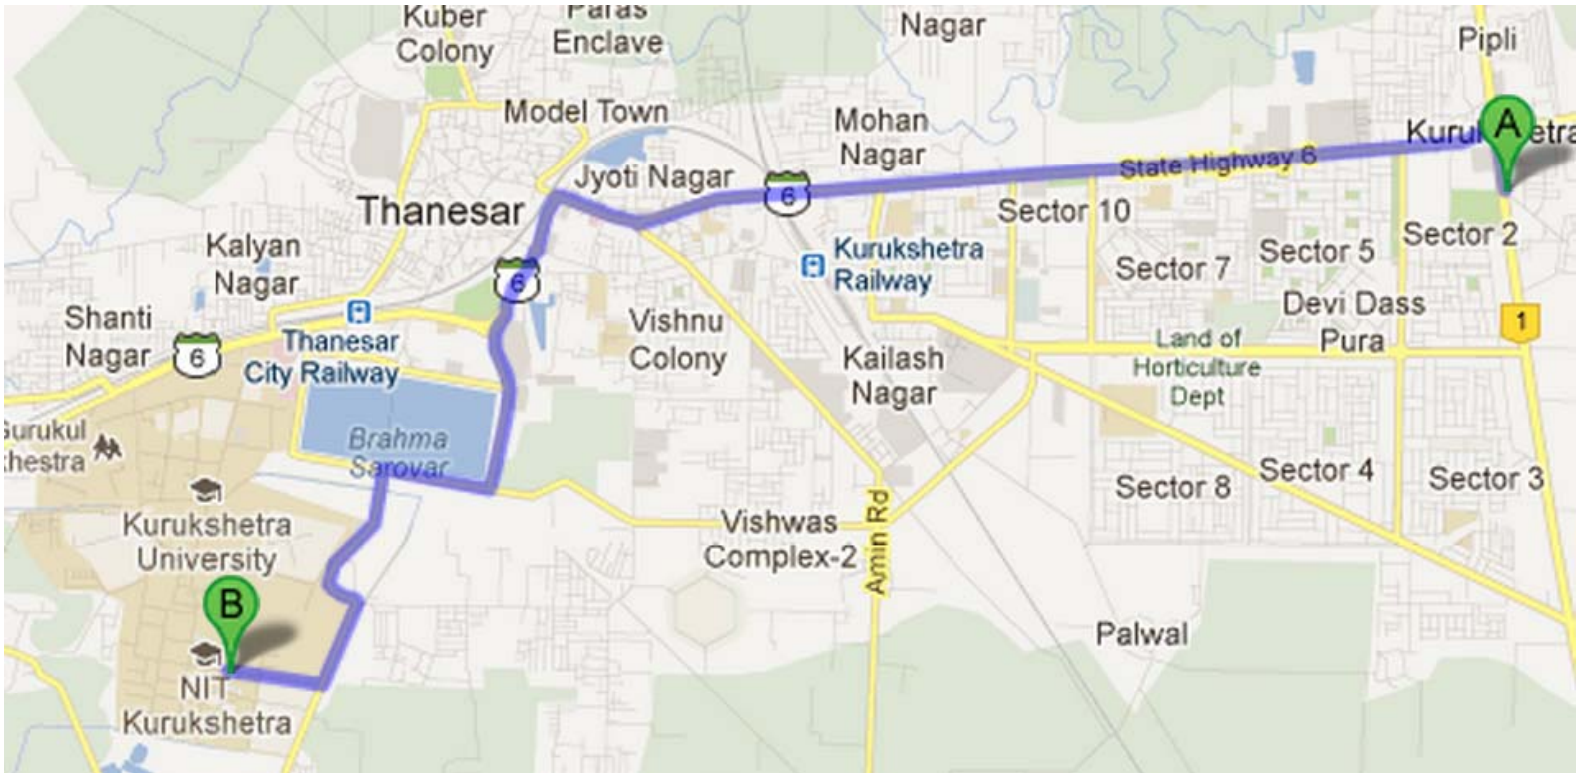 Kuber
Colony
Paras
Enclave
Nagar
Pipli
Model Town
Mohan
Nagar
A
State Highway 6
Jyoti Nagar
6
Thanesar
Sector 10
Kurukshetra
Railway
Sector 7
Sector 5
Sector 2
Kalyan
Nagar
6
Shanti
Nagar
6
Thanesar
City Railway
Vishnu
Colony
Kailash
Nagar
Land of
Horticulture
Dept
Devi Dass
Pura
1
Brahma
Sarovar
Sector 8
Sector 4
Sector 3
Kurukshetra
University
Vishwas
Complex-2
Amin Rd
B
NIT
Kurukshetra
Palwal